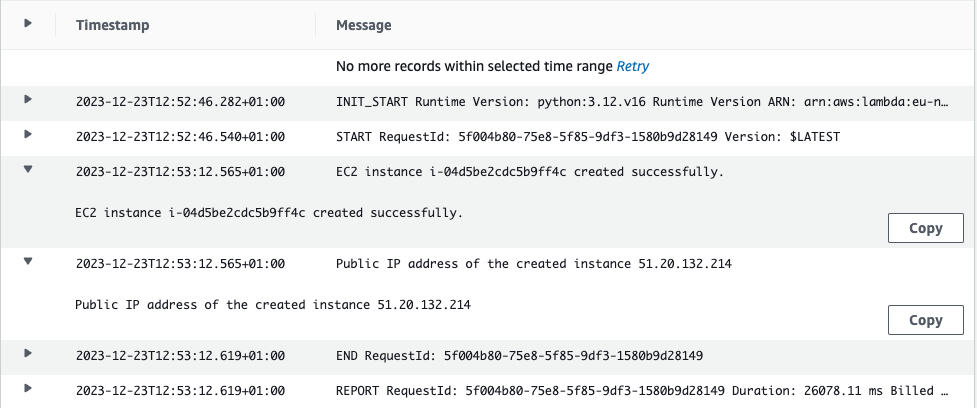 Timestamp Message
No more records within selected time range Retry
2023-12-23T12:52:46.282+01:00 INIT_START Runtime Version: python:3.12.v16 Runtime Version ARN: arn:aws:lambda:eu-n…
2023-12-23T12:52:46.540+01:00 START RequestId: 5f004b80-75e8-5f85-9df3-1580b9d28149 Version: $LATEST
2023-12-23T12:53:12.565+01:00 EC2 instance i-04d5be2cdc5b9ff4c created successfully.
EC2 instance i-04d5be2cdc5b9ff4c created successfully.
Copy
2023-12-23T12:53:12.565+01:00 Public IP address of the created instance 51.20.132.214
Public IP address of the created instance 51.20.132.214
Copy
2023-12-23T12:53:12.619+01:00 END RequestId: 5f004b80-75e8-5f85-9df3-1580b9d28149
2023-12-23T12:53:12.619+01:00 REPORT RequestId: 5f004b80-75e8-5f85-9df3-1580b9d28149 Duration: 26078.11 ms Billed …